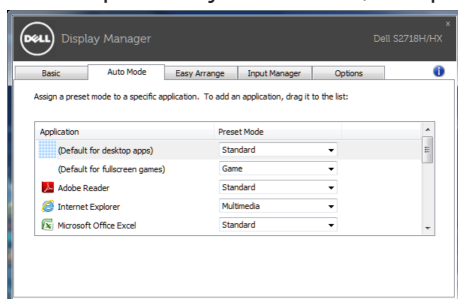 DELL Display Manager
Dell S2718H/HX
Basic Auto Mode Easy Arrange Input Manager Options
Assign a preset mode to a specific application. To add an application, drag it to the list:
Application Preset Mode
(Default for desktop apps) Standard
(Default for fullscreen games) Game
Adobe Reader Standard
Internet Explorer Multimedia
Microsoft Office Excel Standard